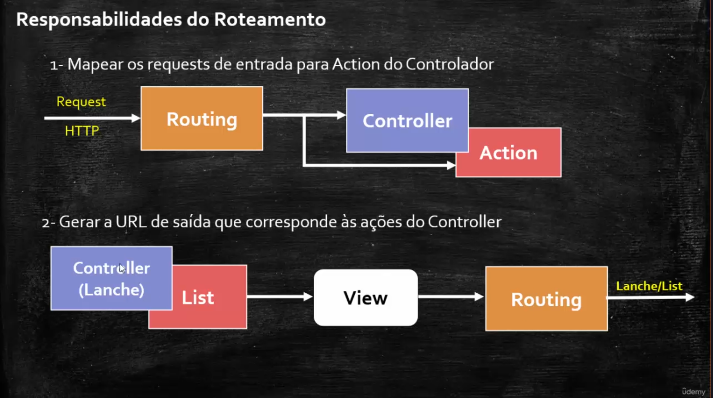 Responsabilidades do Roteamento
1- Mapear os requests de entrada para Action do Controlador
Request
HTTP
Routing
Controller
Action
2- Gerar a URL de saída que corresponde às ações do Controller
Controller
(Lanche)
List
View
Routing
Lanche/List
ûdemy